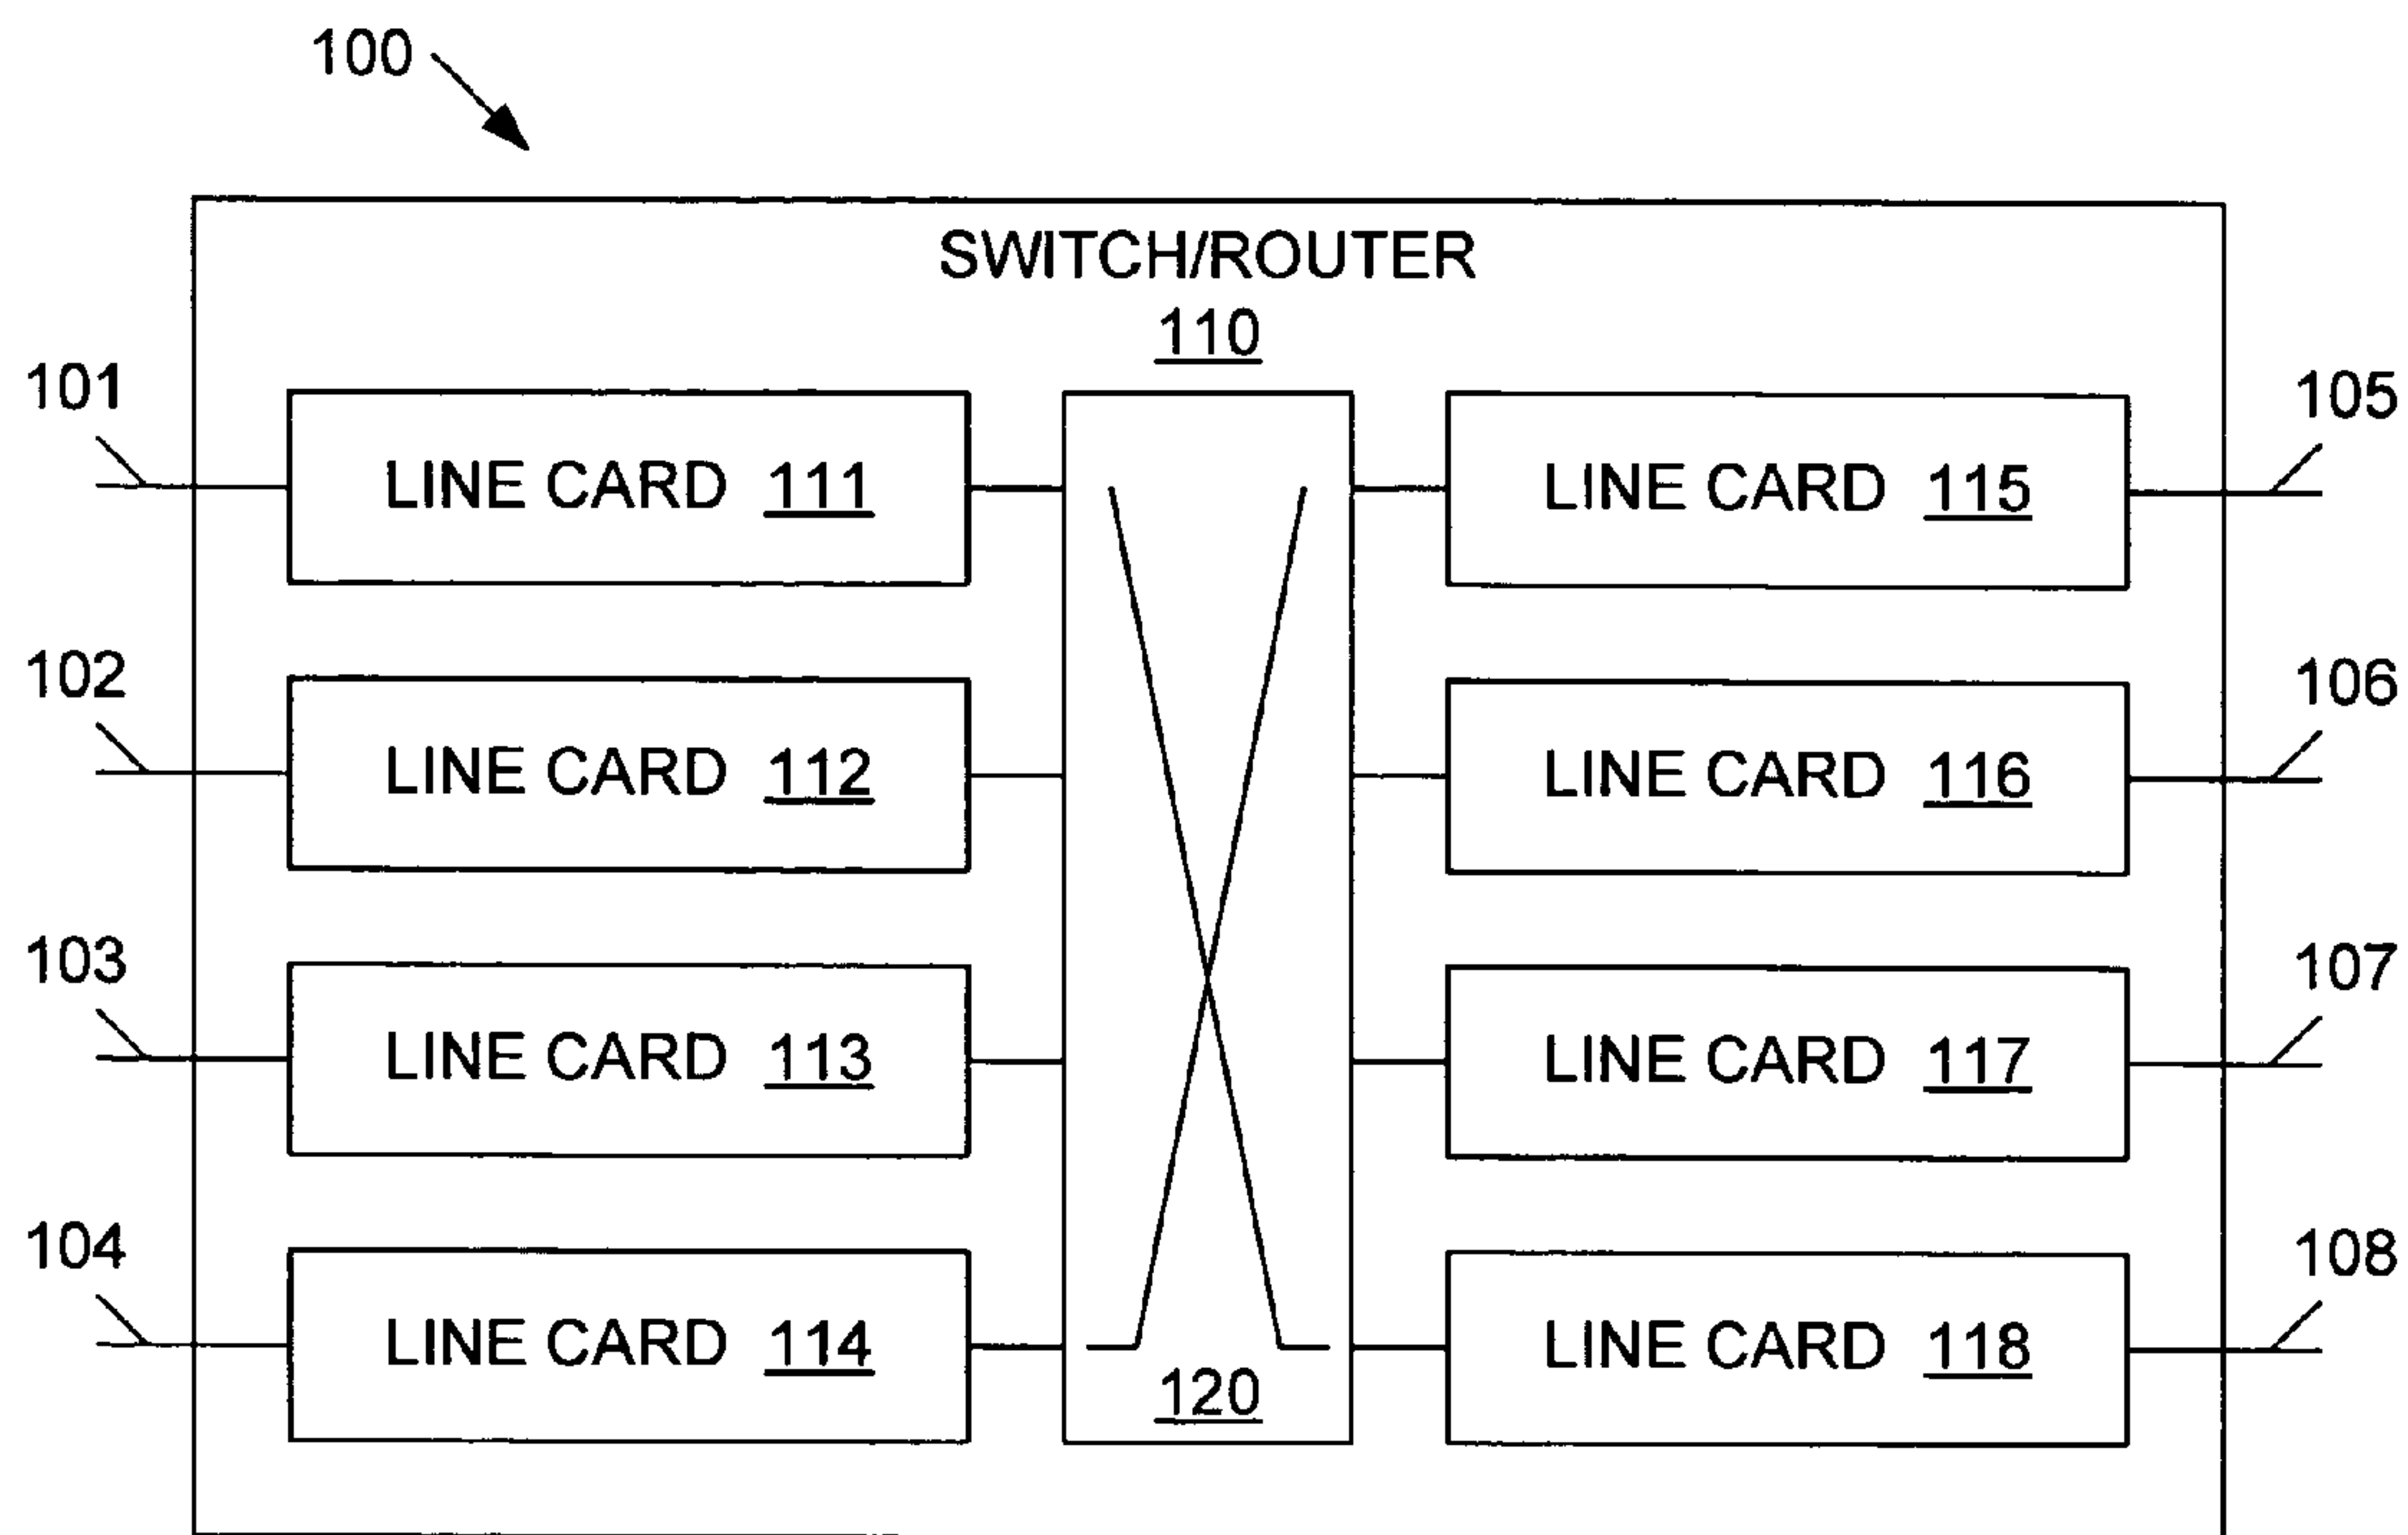 100
SWITCH/ROUTER
110
101
LINE CARD 111
LINE CARD 115
105
102
LINE CARD 112
LINE CARD 116
106
103
LINE CARD 113
LINE CARD 117
107
104
LINE CARD 114
LINE CARD 118
108
120